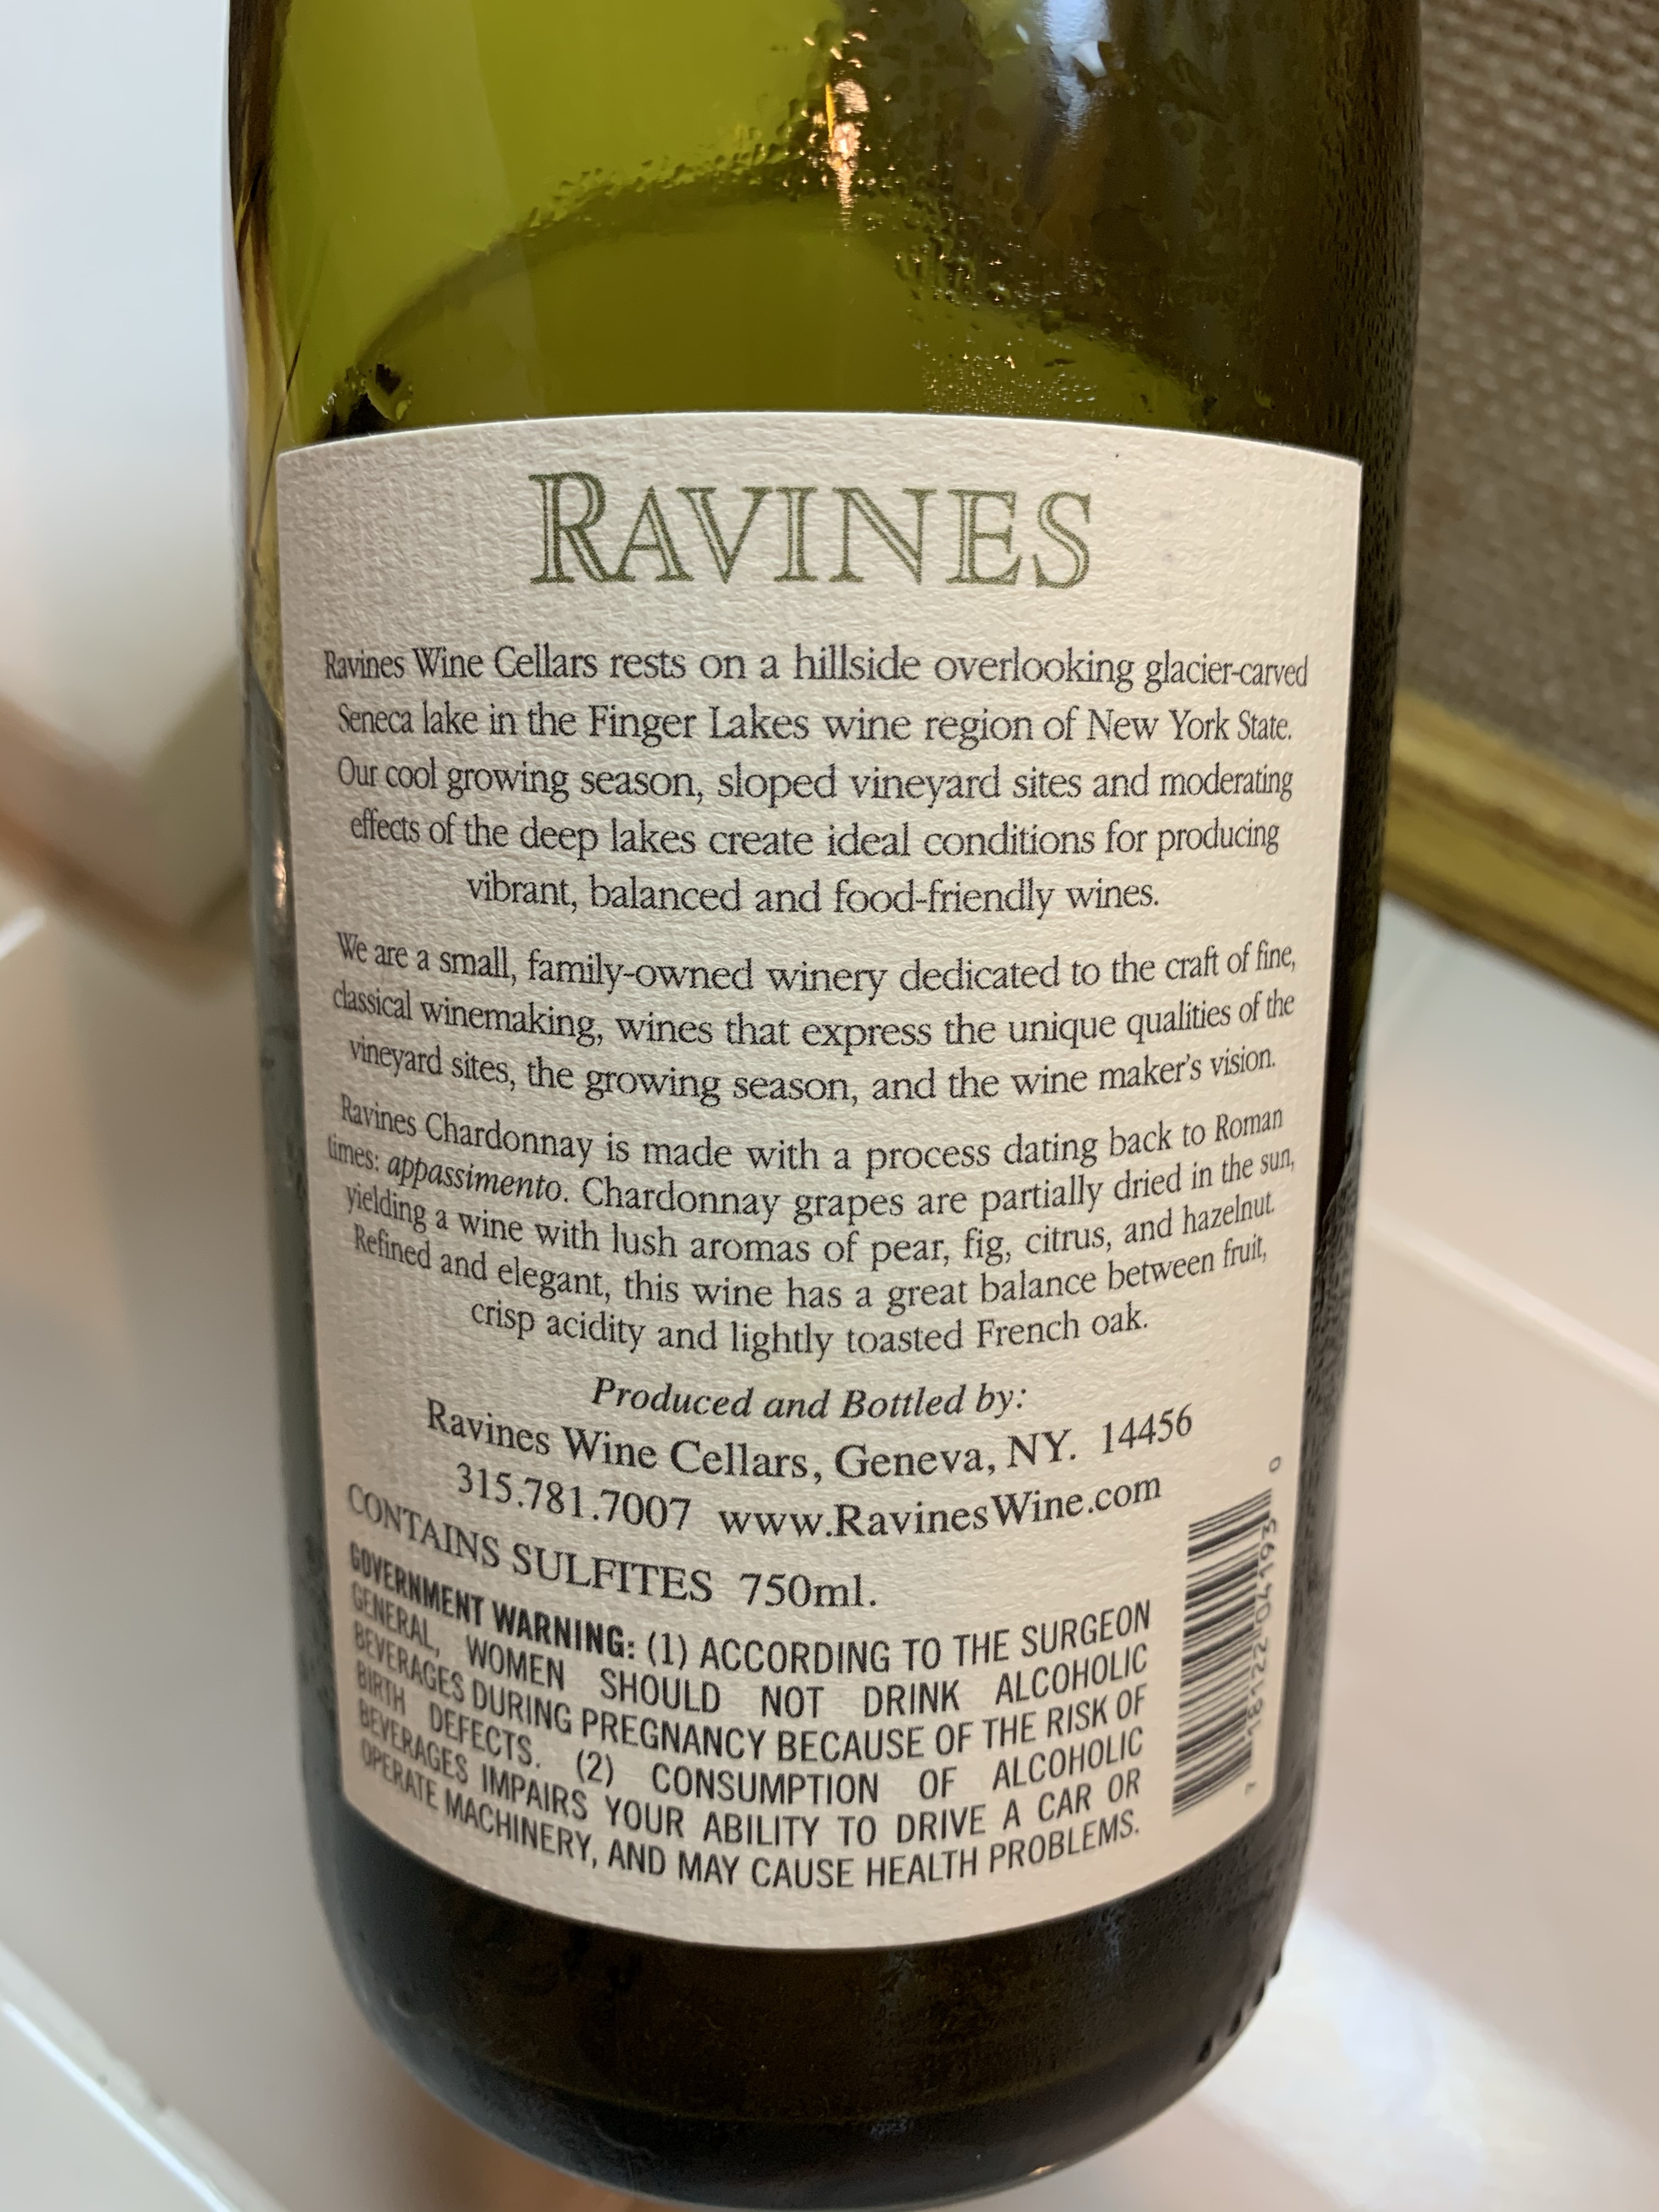 RAVINES
Ravines Wine Cellars rests on a hillside overlooking glacier-carved
Seneca lake in the Finger Lakes wine region of New York State.
Our cool growing season, sloped vineyard sites and moderating
effects of the deep lakes create ideal conditions for producing
vibrant, balanced and food-friendly wines.
We are a small, family-owned winery dedicated to the craft of fine,
classical winemaking, wines that express the unique qualities of the
vineyard sites, the growing season, and the wine maker's vision.
Ravines Chardonnay is made with a process dating back to Roman
times: appassimento. Chardonnay grapes are partially dried in the sun,
yielding a wine with lush aromas of pear, fig, citrus, and hazelnut.
Refined and elegant, this wine has a great balance between fruit,
crisp acidity and lightly toasted French oak.
Produced and Bottled by:
Ravines Wine Cellars, Geneva, NY. 14456
315.781.7007 www.RavinesWine.com
CONTAINS SULFITES 750ml.
GOVERNMENT WARNING: (1) ACCORDING TO THE SURGEON
GENERAL, WOMEN SHOULD NOT DRINK ALCOHOLIC
BEVERAGES DURING PREGNANCY BECAUSE OF THE RISK OF
BIRTH DEFECTS. (2) CONSUMPTION OF ALCOHOLIC
BEVERAGES IMPAIRS YOUR ABILITY TO DRIVE A CAR OR
OPERATE MACHINERY, AND MAY CAUSE HEALTH PROBLEMS.
7 18122 04193 0